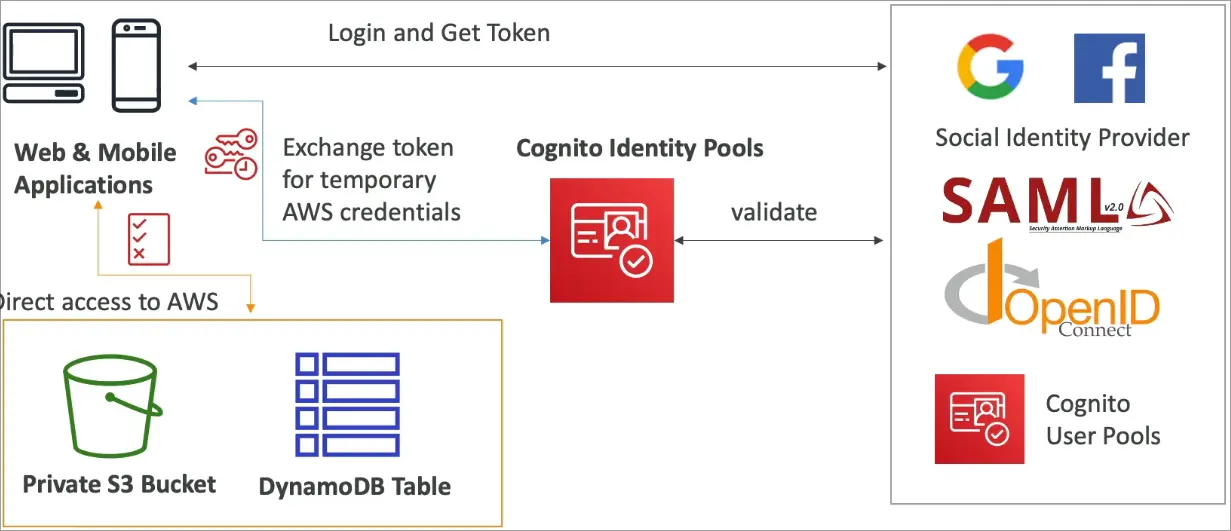 Login and Get Token
Social Identity Provider
Web & Mobile
Applications
Exchange token
for temporary
AWS credentials
Cognito Identity Pools
validate
SAML v2.0
Security Assertion Markup Language
OpenID
Connect
Direct access to AWS
Cognito
User Pools
Private S3 Bucket
DynamoDB Table